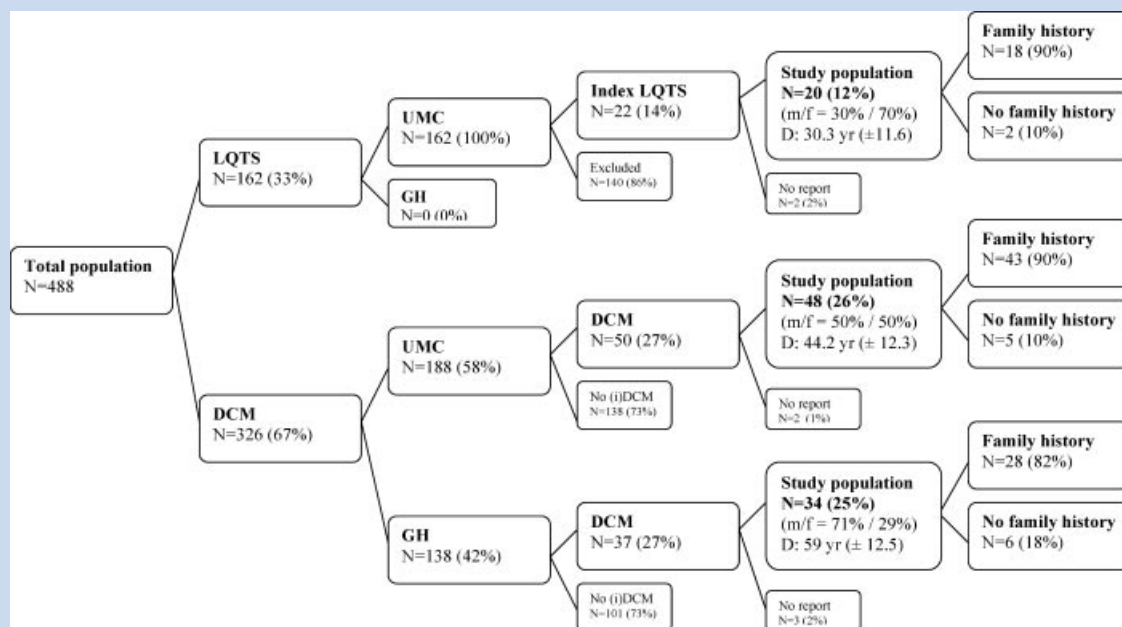 Total population
N=488
LQTS
N=162 (33%)
DCM
N=326 (67%)
UMC
N=162 (100%)
GH
N=0 (0%)
UMC
N=188 (58%)
GH
N=138 (42%)
Index LQTS
N=22 (14%)
Excluded
N=140 (86%)
DCM
N=50 (27%)
No (i)DCM
N=138 (73%)
DCM
N=37 (27%)
No (i)DCM
N=101 (73%)
Study population
N=20 (12%)
(m/f = 30% / 70%)
D: 30.3 yr (±11.6)
No report
N=2 (2%)
Study population
N=48 (26%)
(m/f = 50% / 50%)
D: 44.2 yr (± 12.3)
No report
N=2 (1%)
Study population
N=34 (25%)
(m/f = 71% / 29%)
D: 59 yr (± 12.5)
No report
N=3 (2%)
Family history
N=18 (90%)
No family history
N=2 (10%)
Family history
N=43 (90%)
No family history
N=5 (10%)
Family history
N=28 (82%)
No family history
N=6 (18%)